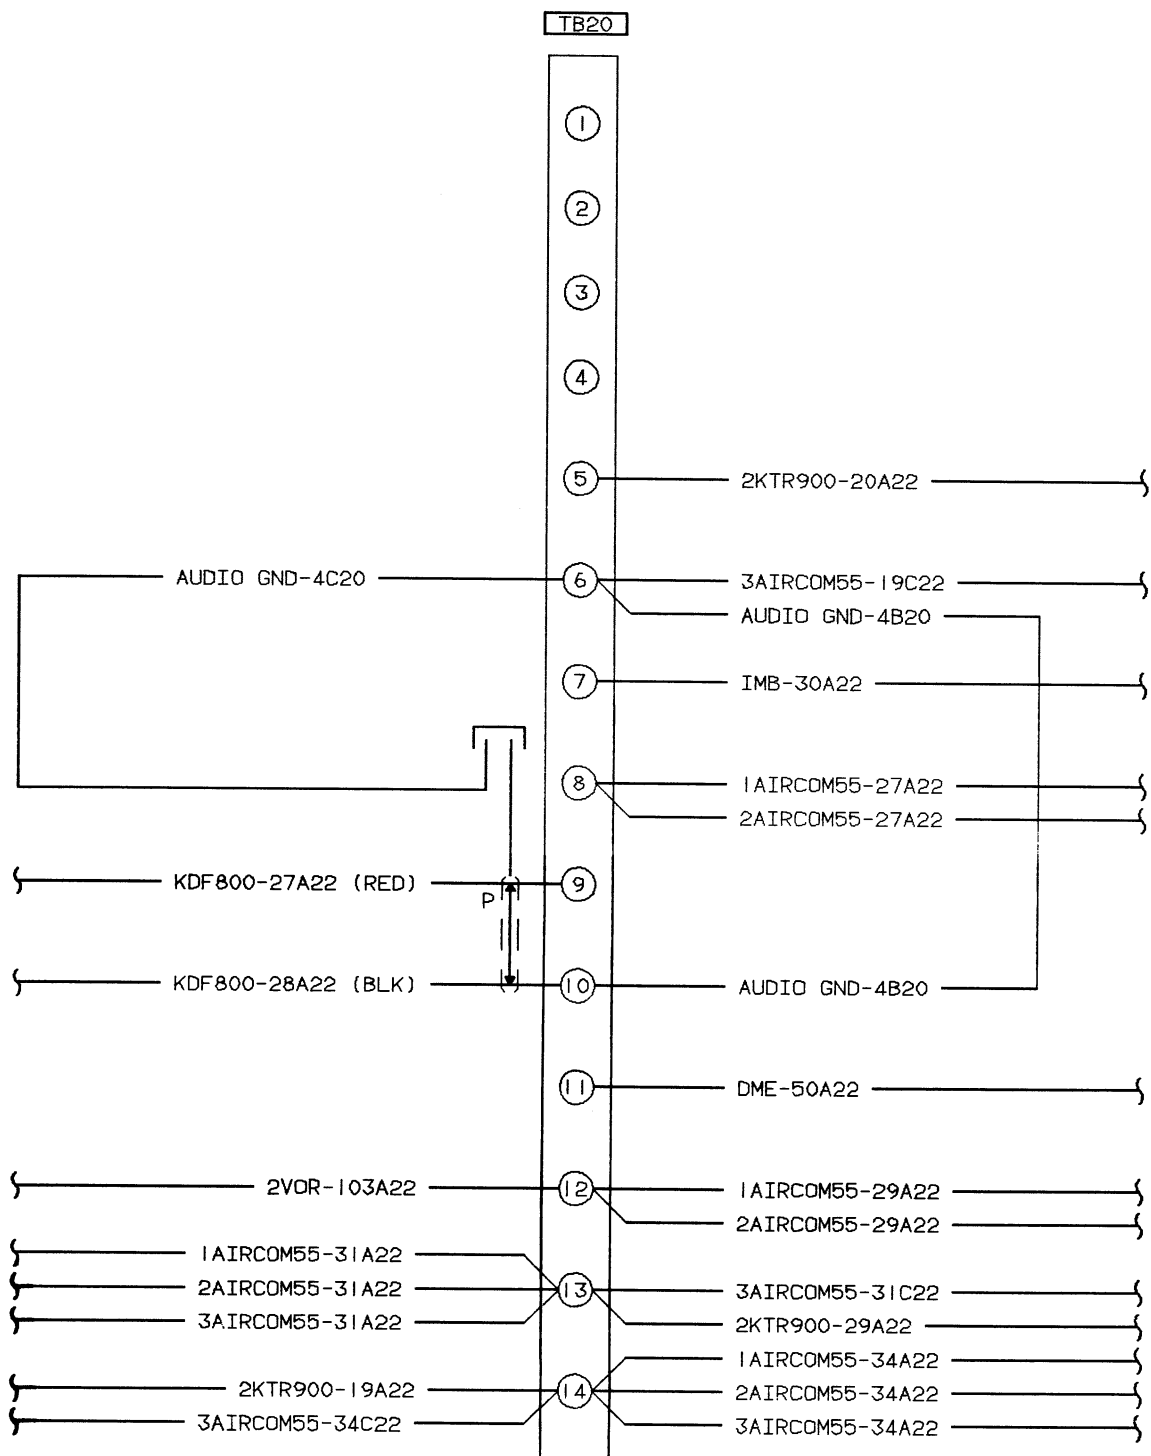 TB20
1
2
3
4
5 2KTR900-20A22
AUDIO GND-4C20 6 3AIRCOM55-19C22
AUDIO GND-4B20
7 IMB-30A22
8 1AIRCOM55-27A22
2AIRCOM55-27A22
KDF800-27A22 (RED) 9
P
KDF800-28A22 (BLK) 10 AUDIO GND-4B20
11 DME-50A22
2VOR-103A22 12 1AIRCOM55-29A22
2AIRCOM55-29A22
1AIRCOM55-31A22
2AIRCOM55-31A22 13 3AIRCOM55-31C22
3AIRCOM55-31A22 2KTR900-29A22
1AIRCOM55-34A22
2KTR900-19A22 14 2AIRCOM55-34A22
3AIRCOM55-34C22 3AIRCOM55-34A22